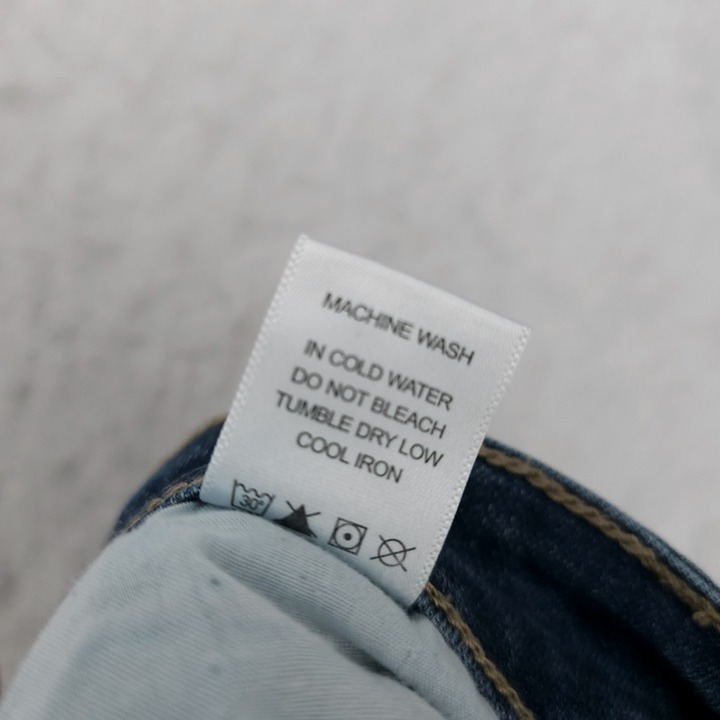 MACHINE WASH
IN COLD WATER
DO NOT BLEACH
TUMBLE DRY LOW
COOL IRON
30°